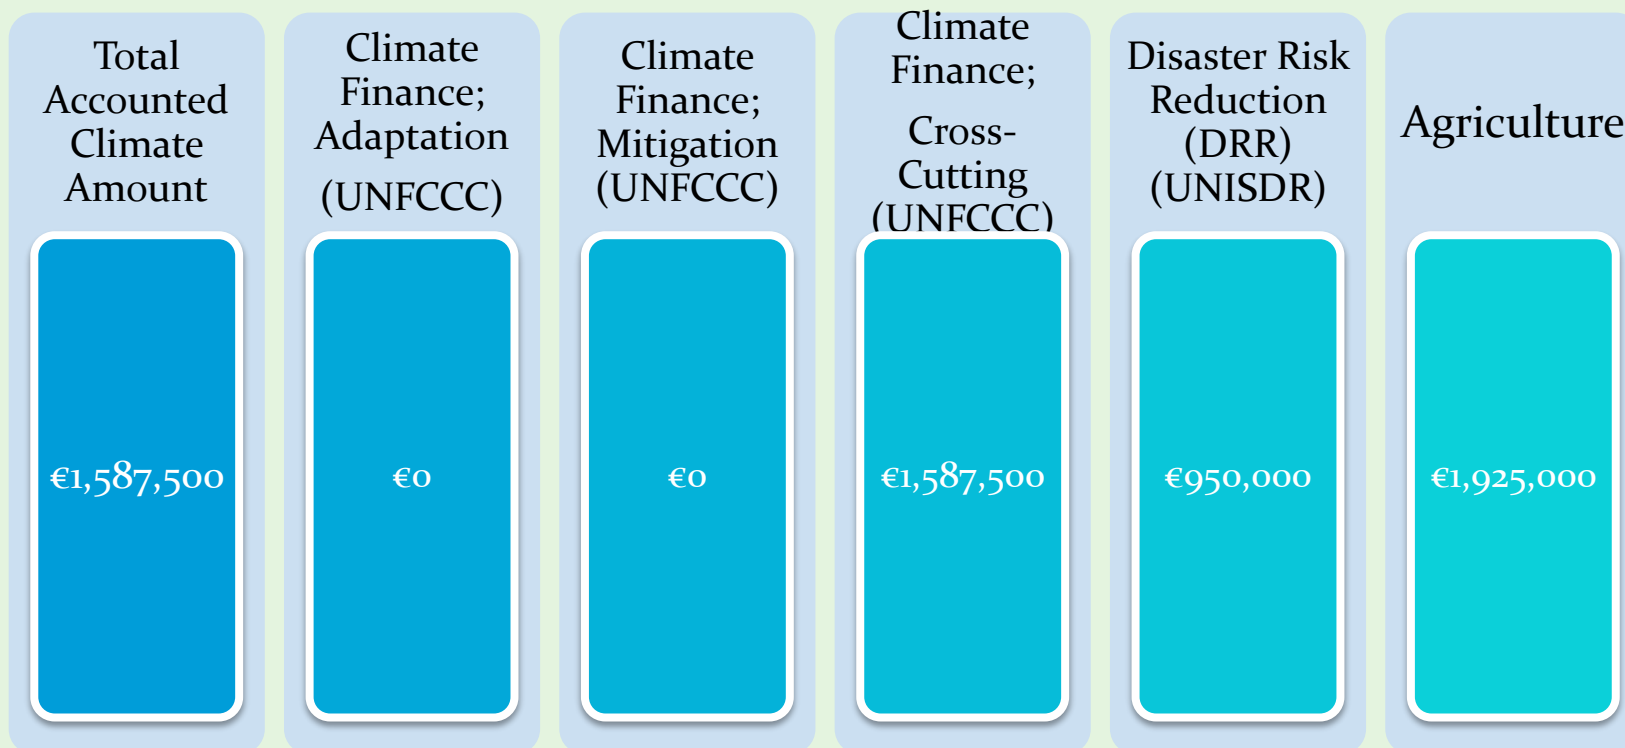 Total
Accounted
Climate
Amount
€1,587,500
Climate
Finance;
Adaptation
(UNFCCC)
€0
Climate
Finance;
Mitigation
(UNFCCC)
€0
Climate
Finance;
Cross-
Cutting
(UNFCCC)
€1,587,500
Disaster Risk
Reduction
(DRR)
(UNISDR)
€950,000
Agriculture
€1,925,000